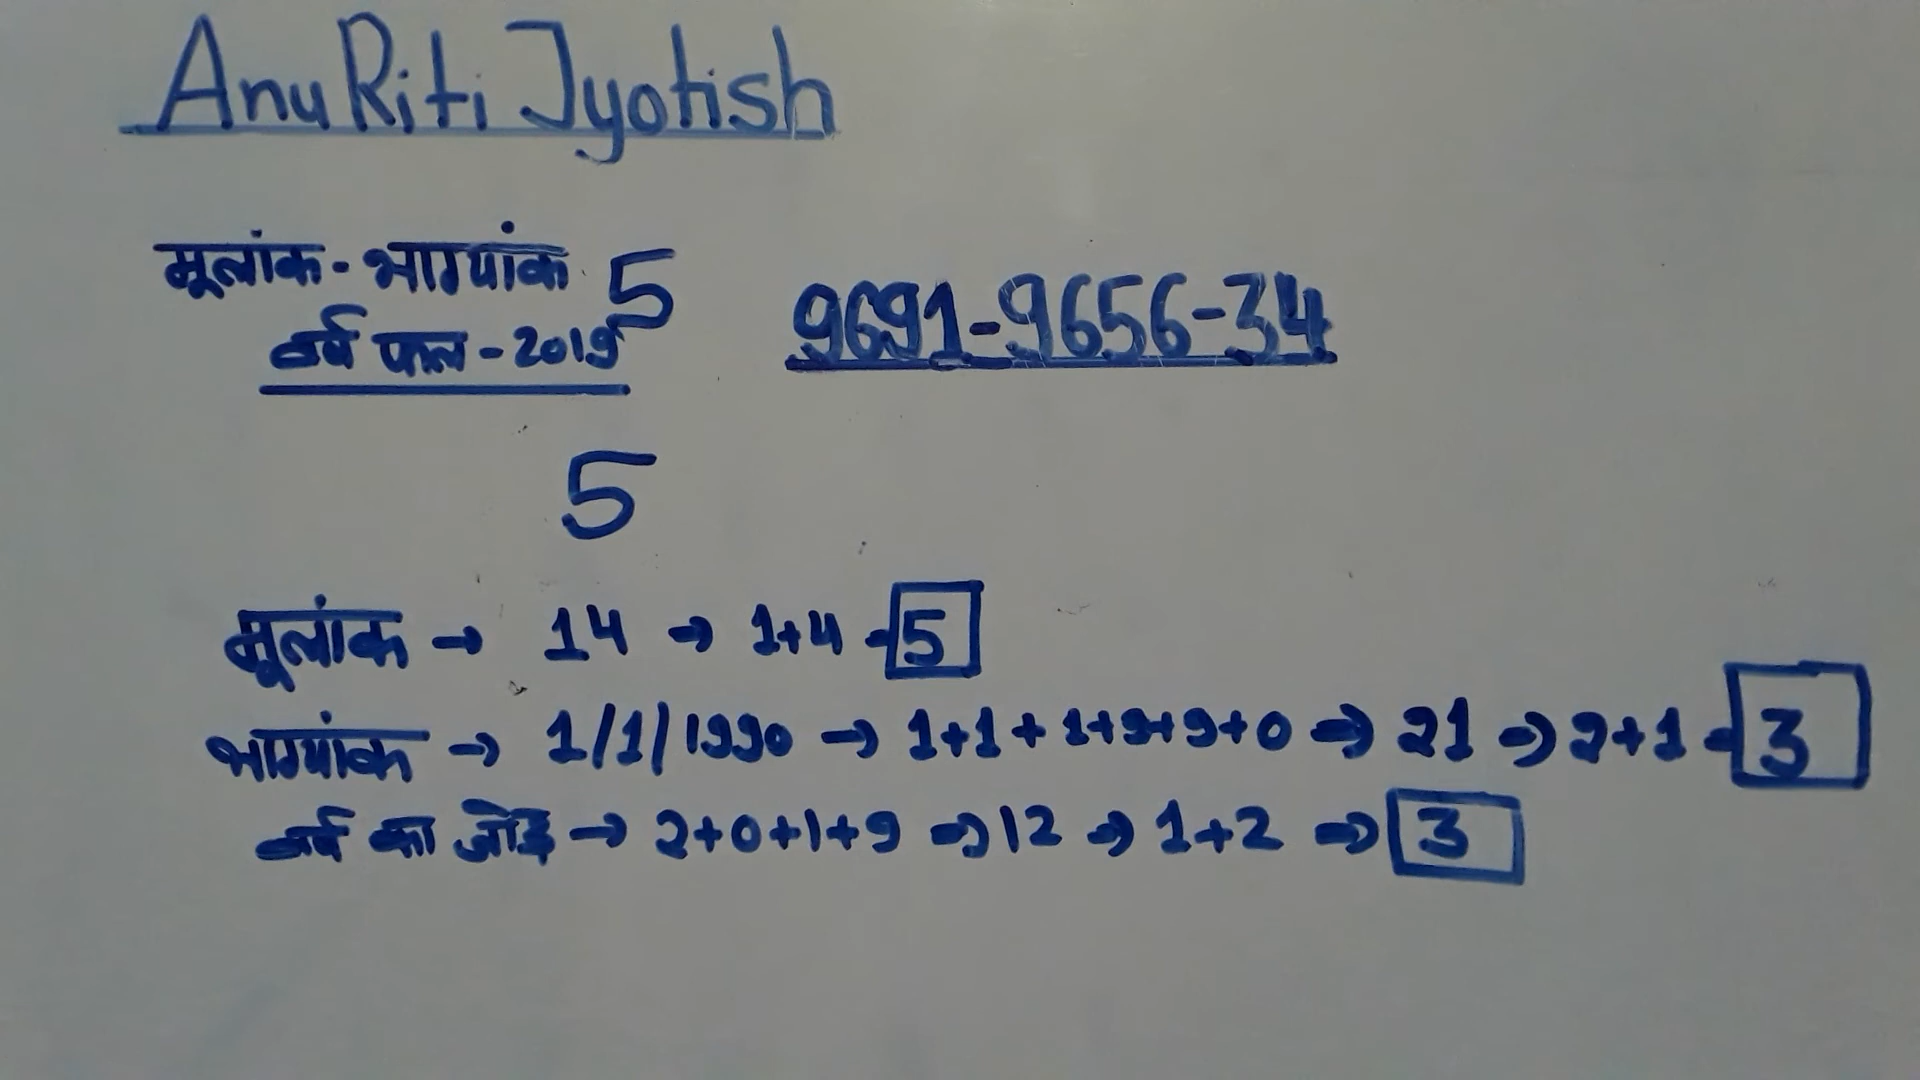 AnuRiti Jyotish
मूलांक - भाग्यांक 5
वर्ष फल - 2019
9691-9656-34
5
मूलांक → 14 → 1+4 - 5
भाग्यांक → 1/1/1990 → 1+1+1+9+9+0 ⇒ 21 ⇒ 2+1 - 3
वर्ष का जोड़ → 2+0+1+9 ⇒ 12 ⇒ 1+2 ⇒ 3